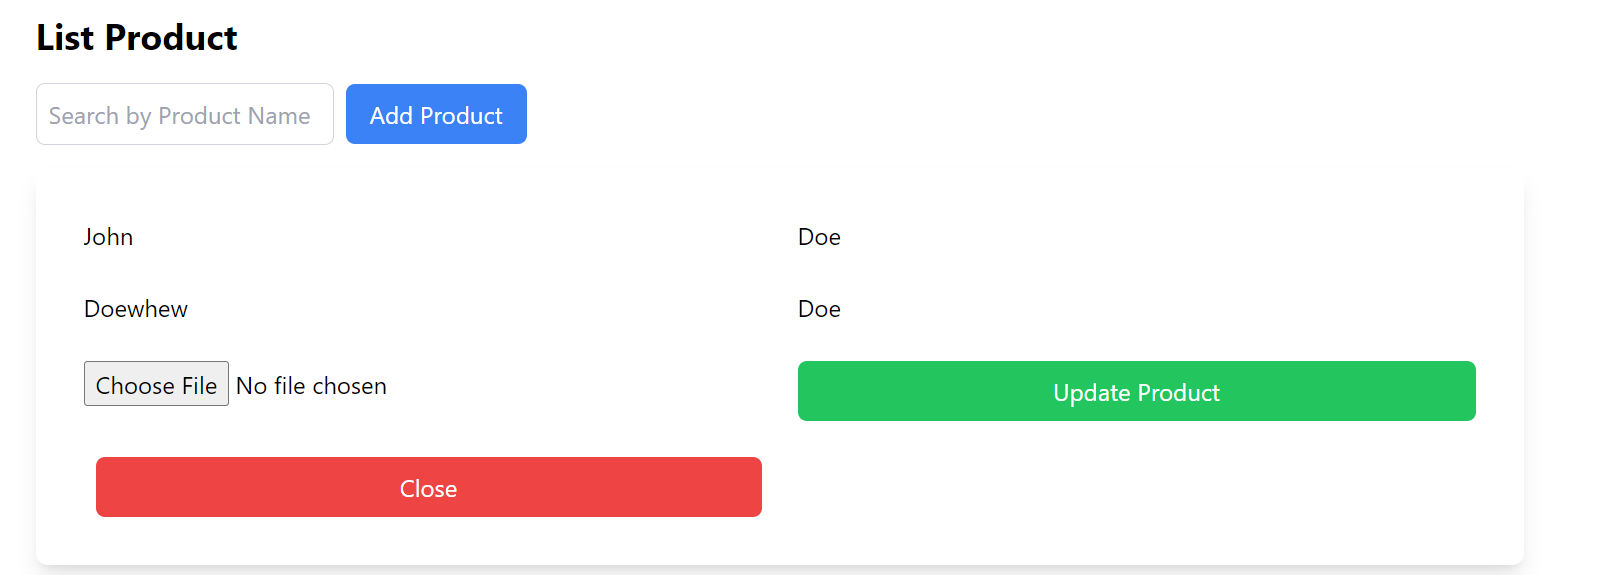 List Product
Search by Product Name Add Product
John Doe
Doewhew Doe
Choose File No file chosen Update Product
Close